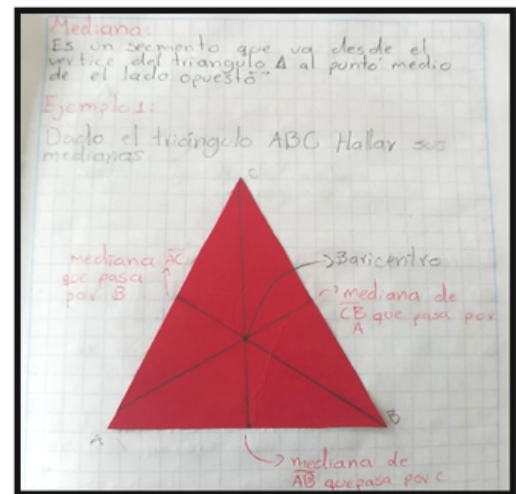 Mediana:
Es un segmento que va desde el
vertice del triangulo Δ al punto medio
de el lado opuesto
Ejemplo 1:
Dado el triángulo ABC Hallar sus
medianas
C
mediana AC
que pasa
por B
Baricentro
mediana de
CB que pasa por
A
A
B
mediana de
AB que pasa por C